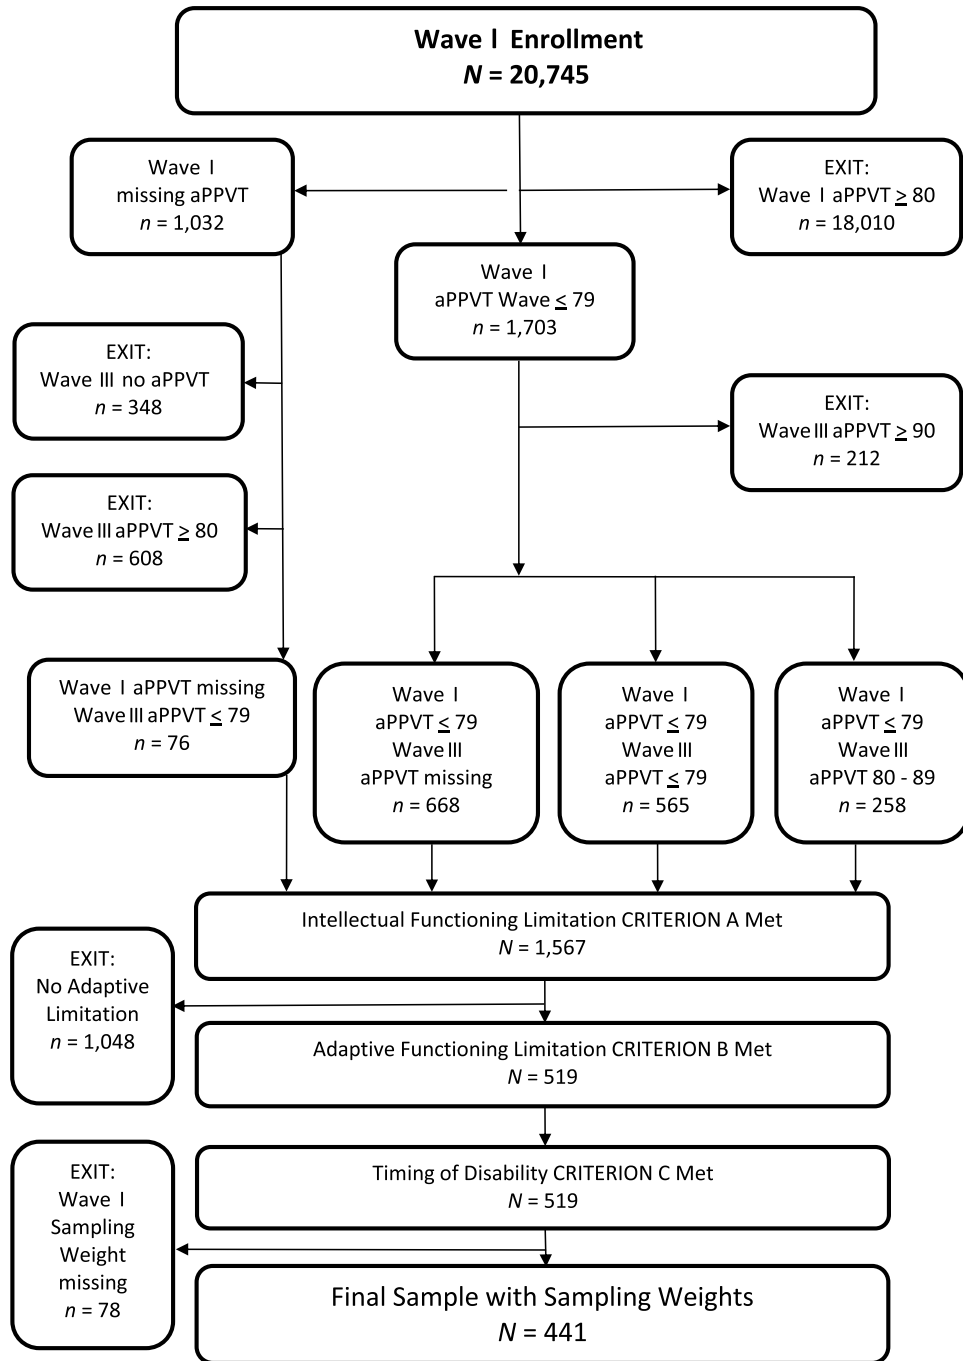 Wave I Enrollment
N = 20,745
Wave I
missing aPPVT
n = 1,032
EXIT:
Wave I aPPVT ≥ 80
n = 18,010
Wave I
aPPVT Wave ≤ 79
n = 1,703
EXIT:
Wave III no aPPVT
n = 348
EXIT:
Wave III aPPVT ≥ 90
n = 212
EXIT:
Wave III aPPVT ≥ 80
n = 608
Wave I aPPVT missing
Wave III aPPVT ≤ 79
n = 76
Wave I
aPPVT ≤ 79
Wave III
aPPVT missing
n = 668
Wave I
aPPVT ≤ 79
Wave III
aPPVT ≤ 79
n = 565
Wave I
aPPVT ≤ 79
Wave III
aPPVT 80 - 89
n = 258
Intellectual Functioning Limitation CRITERION A Met
N = 1,567
EXIT:
No Adaptive
Limitation
n = 1,048
Adaptive Functioning Limitation CRITERION B Met
N = 519
Timing of Disability CRITERION C Met
N = 519
EXIT:
Wave I
Sampling
Weight
missing
n = 78
Final Sample with Sampling Weights
N = 441